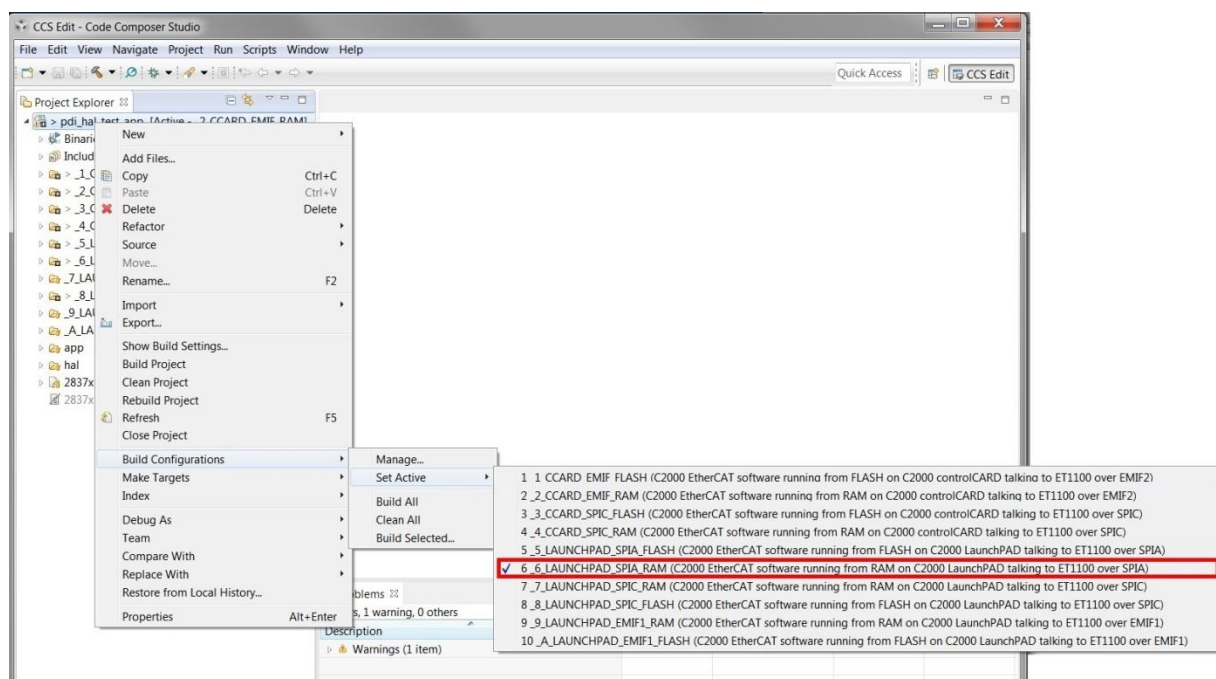 CCS Edit - Code Composer Studio
File Edit View Navigate Project Run Scripts Window Help
Quick Access CCS Edit
Project Explorer
> pdi_hal_test_app [Active - _2_CCARD_EMIF_RAM]
Binari
Includ
> _1_C
> _2_C
> _3_C
> _4_C
> _5_L
> _6_L
_7_LAU
> _8_L
_9_LAU
_A_LA
app
hal
2837x
2837x
New
Add Files...
Copy Ctrl+C
Paste Ctrl+V
Delete Delete
Refactor
Source
Move...
Rename... F2
Import
Export...
Show Build Settings...
Build Project
Clean Project
Rebuild Project
Refresh F5
Close Project
Build Configurations
Make Targets
Index
Debug As
Team
Compare With
Replace With
Restore from Local History...
Properties Alt+Enter
Manage...
Set Active
Build All
Clean All
Build Selected...
1 _1_CCARD_EMIF_FLASH (C2000 EtherCAT software running from FLASH on C2000 controlCARD talking to ET1100 over EMIF2)
2 _2_CCARD_EMIF_RAM (C2000 EtherCAT software running from RAM on C2000 controlCARD talking to ET1100 over EMIF2)
3 _3_CCARD_SPIC_FLASH (C2000 EtherCAT software running from FLASH on C2000 controlCARD talking to ET1100 over SPIC)
4 _4_CCARD_SPIC_RAM (C2000 EtherCAT software running from RAM on C2000 controlCARD talking to ET1100 over SPIC)
5 _5_LAUNCHPAD_SPIA_FLASH (C2000 EtherCAT software running from FLASH on C2000 LaunchPAD talking to ET1100 over SPIA)
6 _6_LAUNCHPAD_SPIA_RAM (C2000 EtherCAT software running from RAM on C2000 LaunchPAD talking to ET1100 over SPIA)
7 _7_LAUNCHPAD_SPIC_RAM (C2000 EtherCAT software running from RAM on C2000 LaunchPAD talking to ET1100 over SPIC)
8 _8_LAUNCHPAD_SPIC_FLASH (C2000 EtherCAT software running from FLASH on C2000 LaunchPAD talking to ET1100 over SPIC)
9 _9_LAUNCHPAD_EMIF1_RAM (C2000 EtherCAT software running from RAM on C2000 LaunchPAD talking to ET1100 over EMIF1)
10 _A_LAUNCHPAD_EMIF1_FLASH (C2000 EtherCAT software running from FLASH on C2000 LaunchPAD talking to ET1100 over EMIF1)
oblems
s, 1 warning, 0 others
Description
Warnings (1 item)